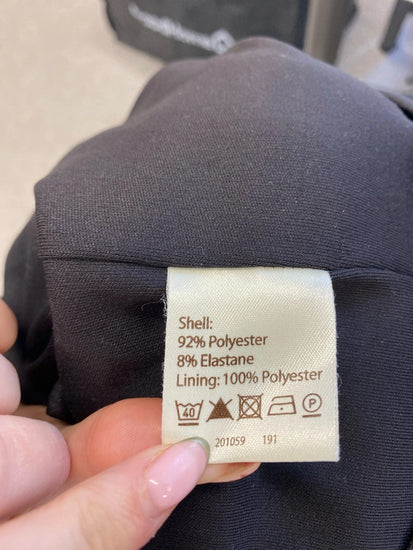 Shell:
92% Polyester
8% Elastane
Lining: 100% Polyester
40 P
201059 191